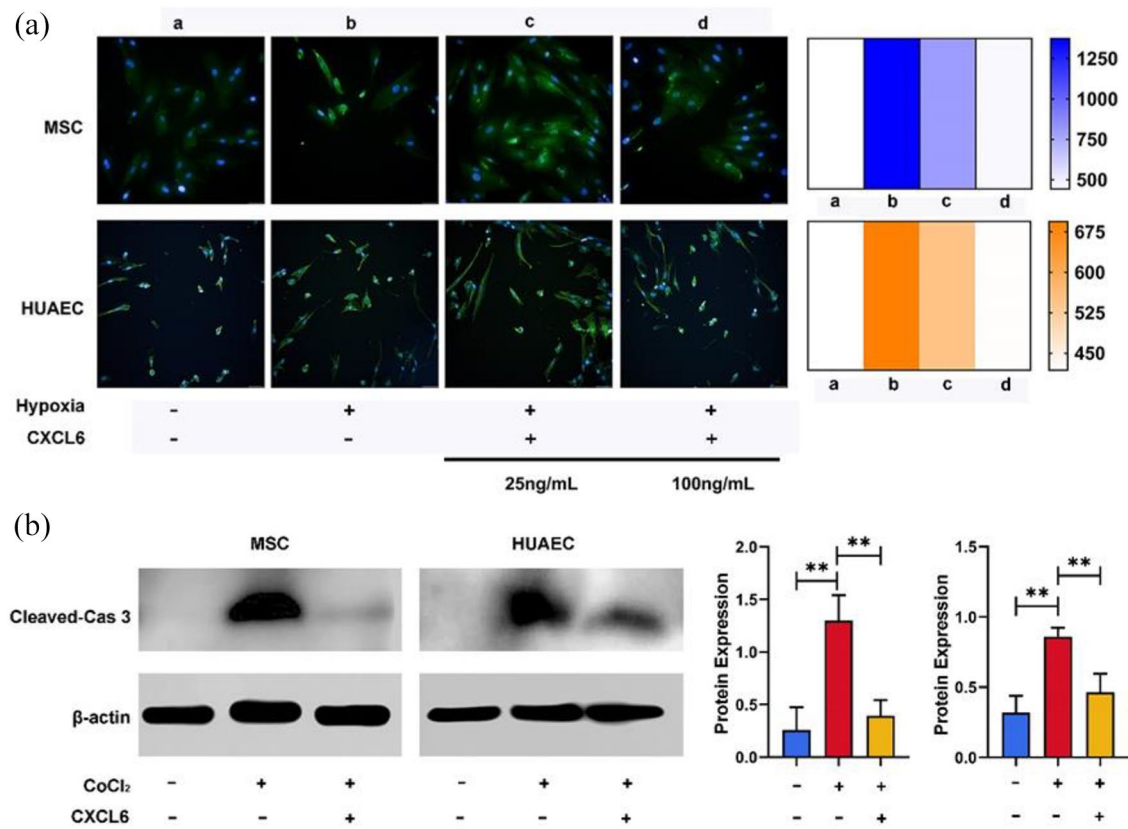 (a)
a b c d
MSC
1250
1000
750
500
a b c d
HUAEC
675
600
525
450
a b c d
Hypoxia - + + +
CXCL6 - - + +
25ng/mL 100ng/mL
(b)
MSC HUAEC
Cleaved-Cas 3
β-actin
CoCl₂ - + + - + +
CXCL6 - - + - - +
Protein Expression
2.0
1.5
1.0
0.5
0.0
** **
- + +
- - +
Protein Expression
1.5
1.0
0.5
0.0
** **
- + +
- - +